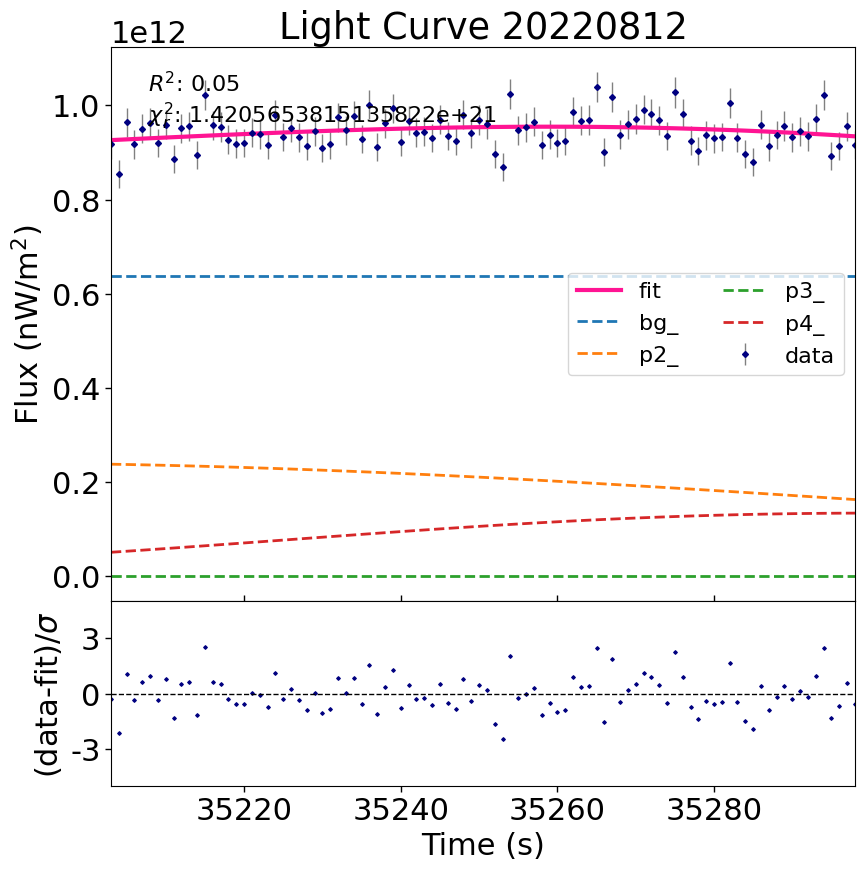 Light Curve 20220812
1e12
R²: 0.05
χ²: 1.4205653815135822e+21
1.0
0.8
0.6
0.4
0.2
0.0
Flux (nW/m²)
fit
bg_
p2_
p3_
p4_
data
3
0
-3
(data-fit)/σ
35220 35240 35260 35280
Time (s)